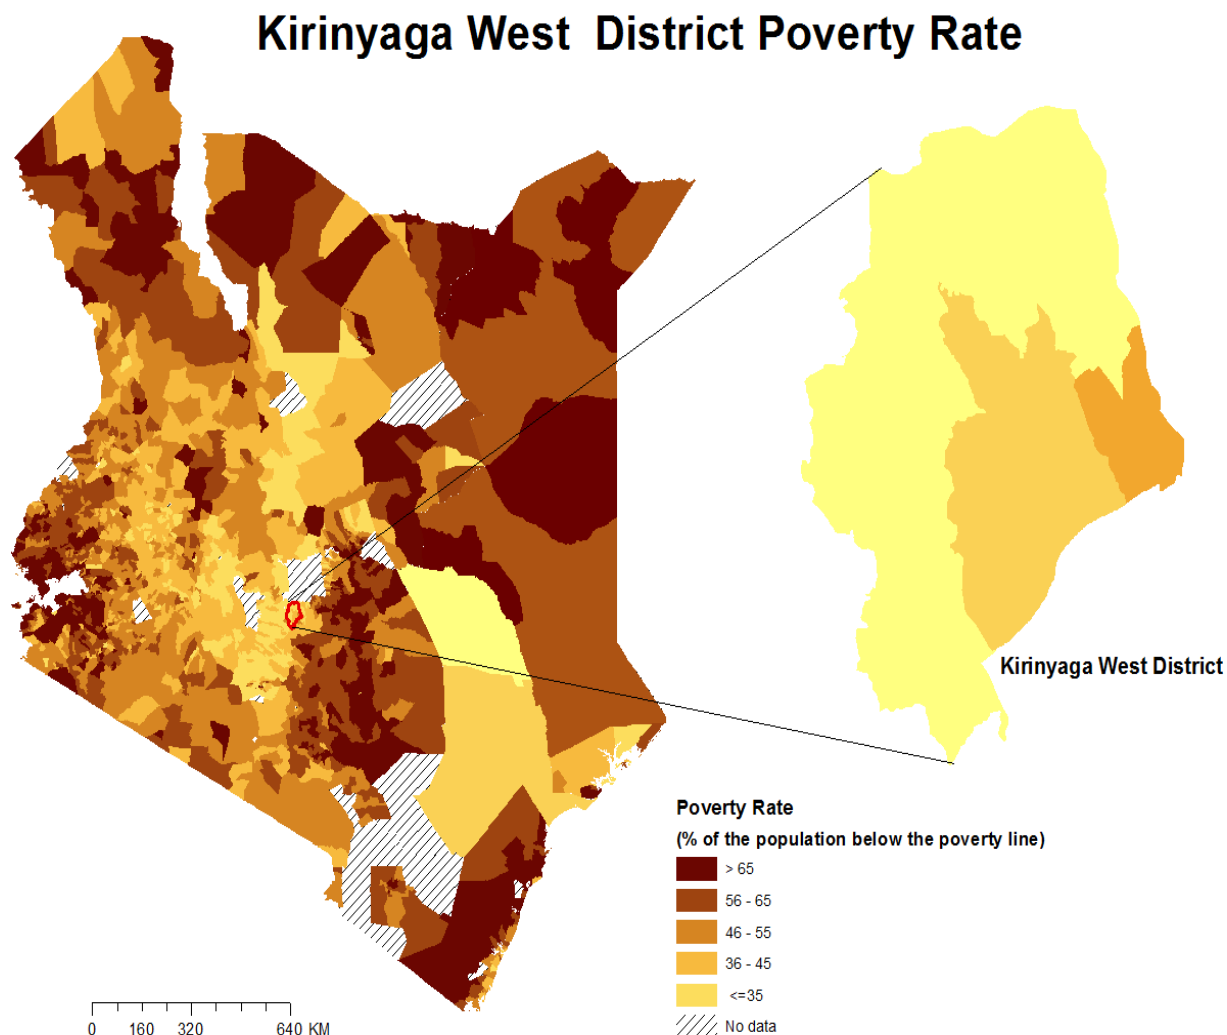 Kirinyaga West District Poverty Rate
Kirinyaga West District
Poverty Rate
(% of the population below the poverty line)
> 65
56 - 65
46 - 55
36 - 45
<=35
No data
0 160 320 640 KM